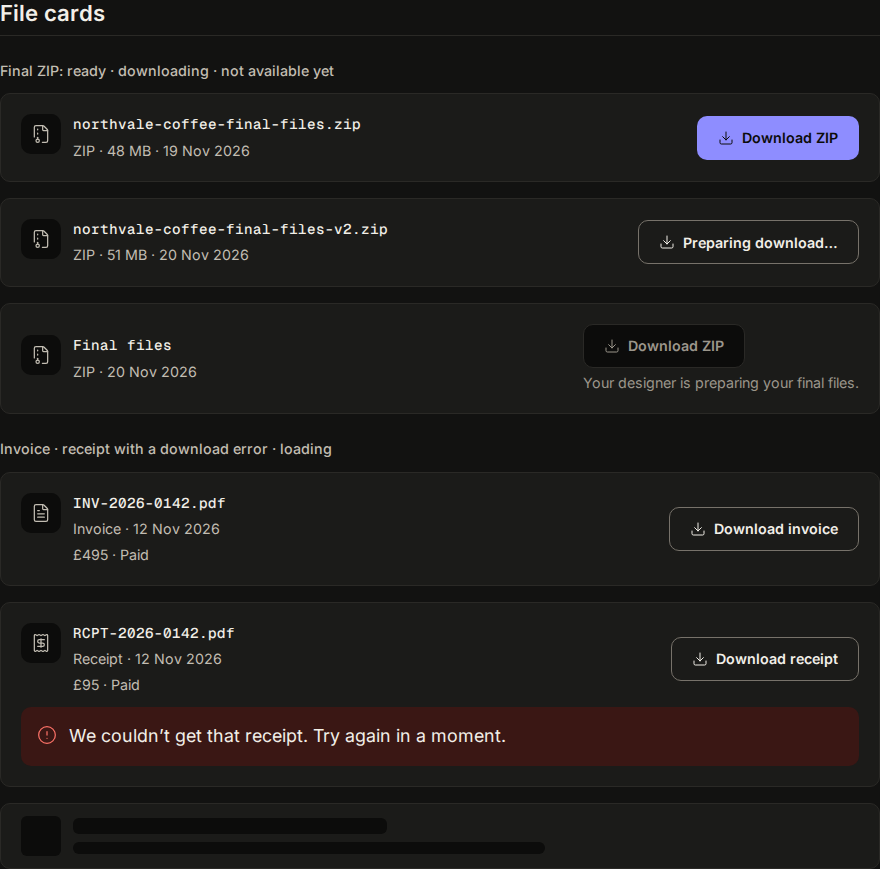 File cards
Final ZIP: ready · downloading · not available yet
northvale-coffee-final-files.zip
ZIP · 48 MB · 19 Nov 2026
Download ZIP
northvale-coffee-final-files-v2.zip
ZIP · 51 MB · 20 Nov 2026
Preparing download…
Final files
ZIP · 20 Nov 2026
Download ZIP
Your designer is preparing your final files.
Invoice · receipt with a download error · loading
INV-2026-0142.pdf
Invoice · 12 Nov 2026
£495 · Paid
Download invoice
RCPT-2026-0142.pdf
Receipt · 12 Nov 2026
£95 · Paid
Download receipt
We couldn’t get that receipt. Try again in a moment.